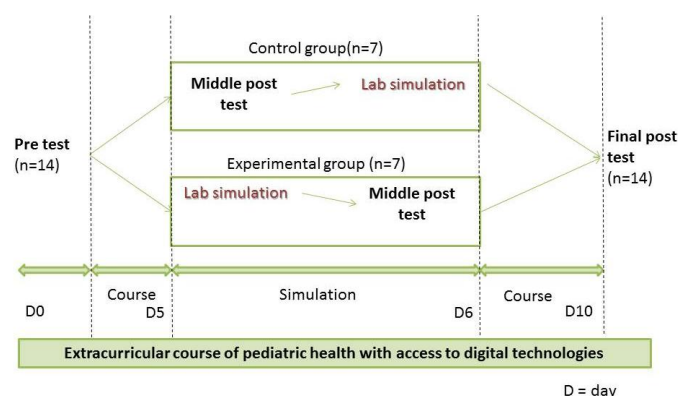 Control group(n=7)
Middle post
test
Lab simulation
Pre test
(n=14)
Experimental group (n=7)
Lab simulation
Middle post
test
Final post
test
(n=14)
Course
Simulation
Course
D0
D5
D6
D10
Extracurricular course of pediatric health with access to digital technologies
D = day